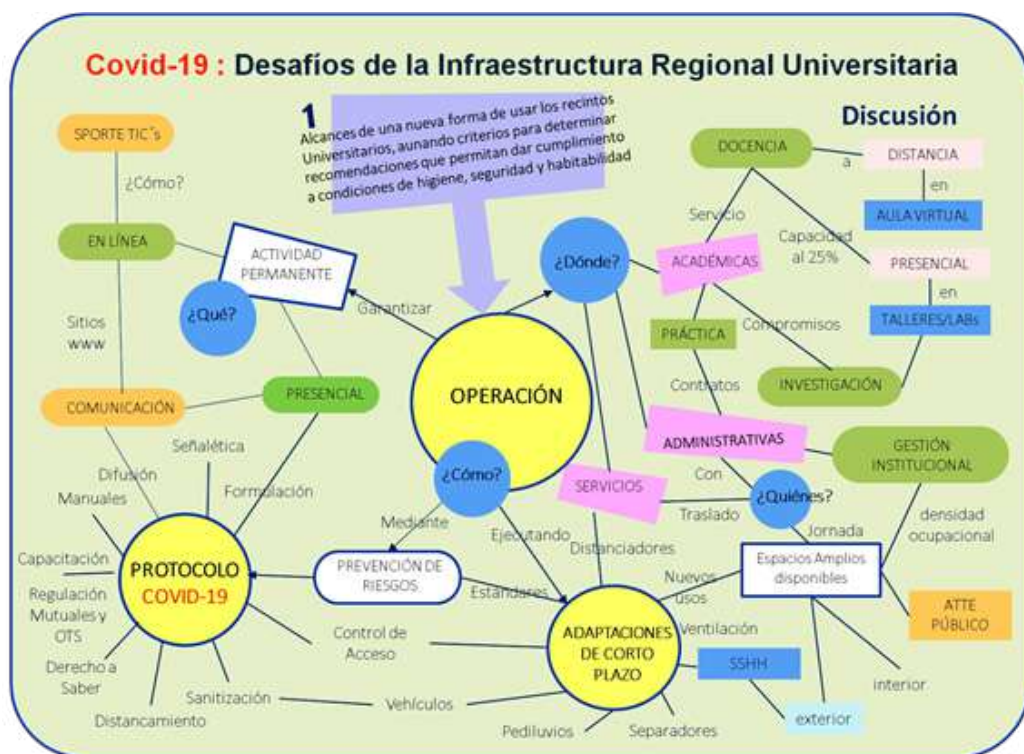 Covid-19 : Desafíos de la Infraestructura Regional Universitaria
1
Alcances de una nueva forma de usar los recintos
Universitarios, aunando criterios para determinar
recomendaciones que permitan dar cumplimiento
a condiciones de higiene, seguridad y habitabilidad
Discusión
SPORTE TIC´s
¿Cómo?
EN LÍNEA
ACTIVIDAD
PERMANENTE
¿Qué?
Garantizar
Sitios
www
COMUNICACIÓN
PRESENCIAL
OPERACIÓN
¿Dónde?
DOCENCIA
a
DISTANCIA
en
AULA VIRTUAL
Servicio
Capacidad
al 25%
ACADÉMICAS
PRESENCIAL
en
TALLERES/LABs
PRÁCTICA
Compromisos
INVESTIGACIÓN
Contratos
ADMINISTRATIVAS
GESTIÓN
INSTITUCIONAL
Señalética
Difusión
Manuales
Formulación
¿Cómo?
SERVICIOS
Con
¿Quiénes?
Traslado
Jornada
densidad
ocupacional
Mediante
Ejecutando
Distanciadores
Capacitación
PROTOCOLO
COVID-19
PREVENCIÓN DE
RIESGOS
Estándares
Nuevos
usos
Espacios Amplios
disponibles
Regulación
Mutuales y
OTS
ATTE
PÚBLICO
Control de
Acceso
ADAPTACIONES
DE CORTO
PLAZO
Ventilación
SSHH
Derecho a
Saber
Sanitización
Vehículos
interior
Distancamiento
Pediluvios
Separadores
exterior